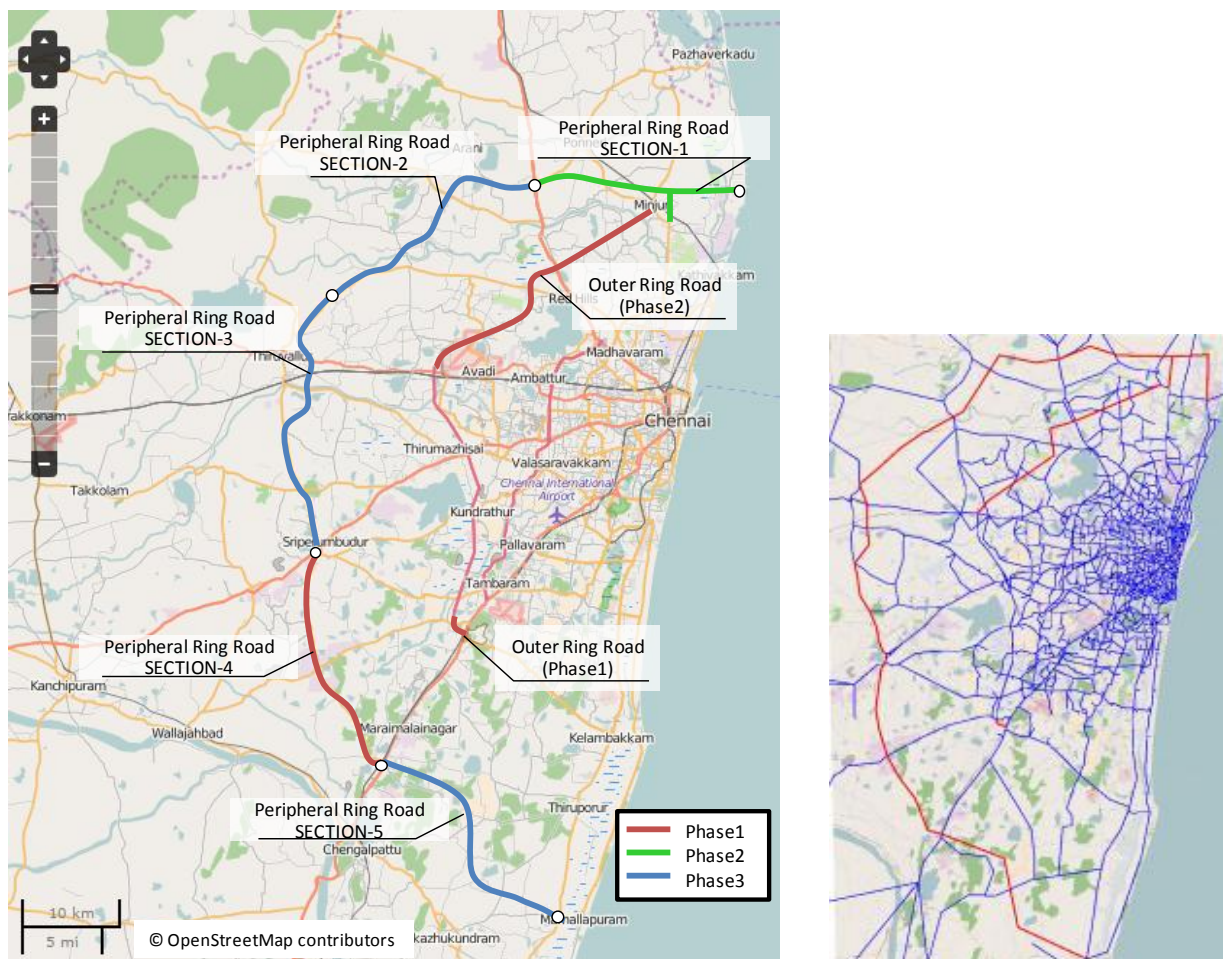 Pazhaverkadu
Peripheral Ring Road
SECTION-1
Peripheral Ring Road
SECTION-2
Arani
Minjur
Kathivakkam
Outer Ring Road
(Phase2)
Red Hills
Peripheral Ring Road
SECTION-3
Madhavaram
Avadi
Ambattur
Chennai
Thirumazhisai
Valasaravakkam
Chennai International
Airport
Takkolam
Kundrathur
Sriperumbudur
Pallavaram
Tambaram
Peripheral Ring Road
SECTION-4
Outer Ring Road
(Phase1)
Kanchipuram
Wallajahbad
Maraimalainagar
Kelambakkam
Peripheral Ring Road
SECTION-5
Thiruporur
Chengalpattu
Phase1
Phase2
Phase3
10 km
5 mi
© OpenStreetMap contributors